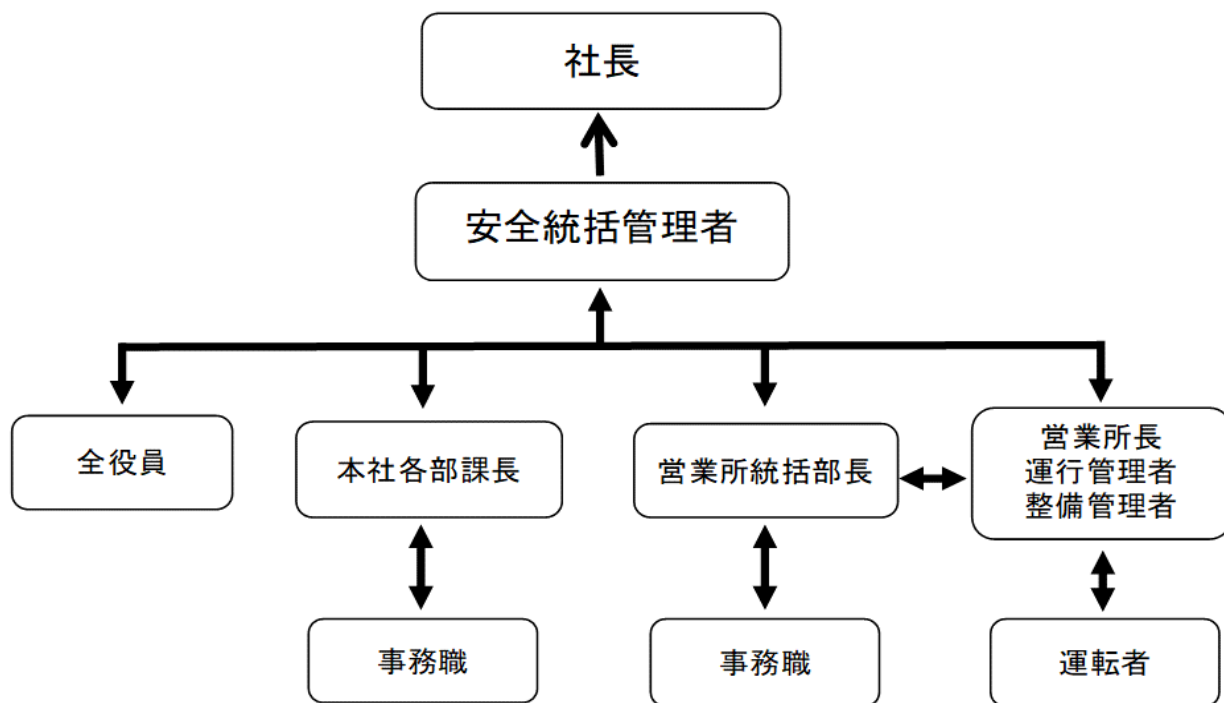 社長
安全統括管理者
全役員
本社各部課長
営業所統括部長
営業所長
運行管理者
整備管理者
事務職
事務職
運転者